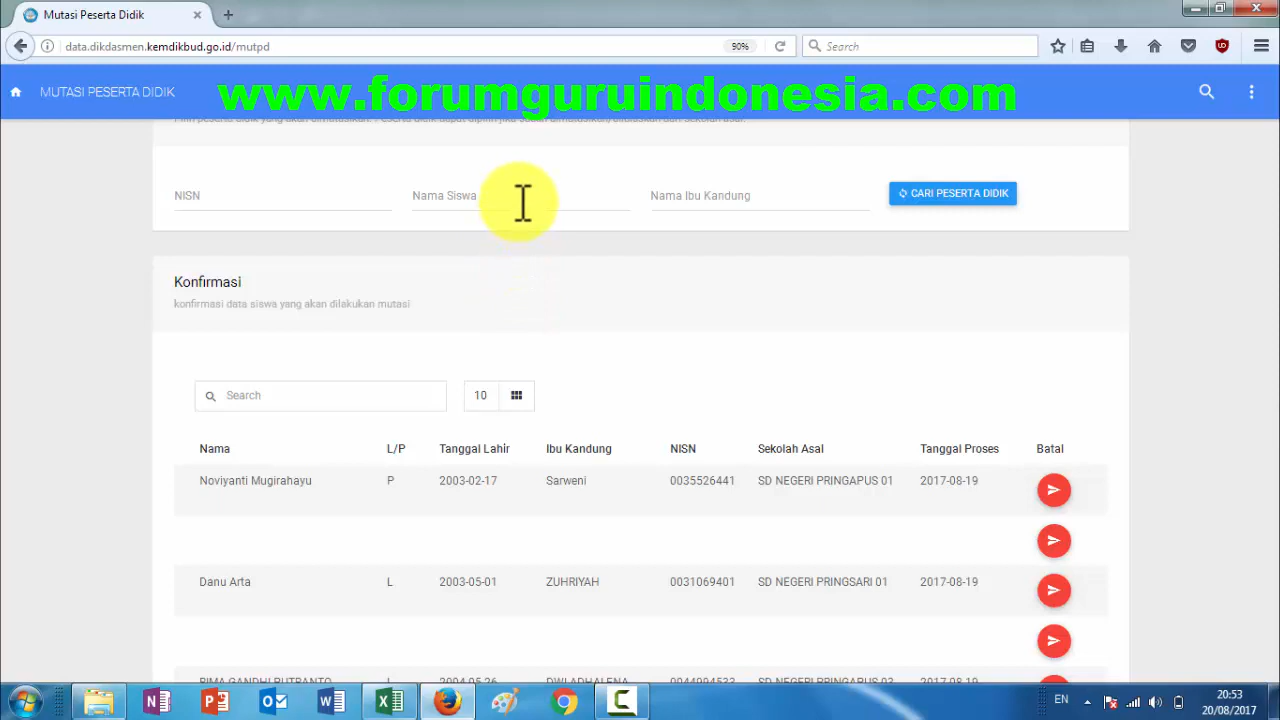 Mutasi Peserta Didik
data.dikdasmen.kemdikbud.go.id/mutpd
90%
Search
MUTASI PESERTA DIDIK
www.forumguruindonesia.com
NISN
Nama Siswa
Nama Ibu Kandung
CARI PESERTA DIDIK
Konfirmasi
konfirmasi data siswa yang akan dilakukan mutasi
Search
10
Nama L/P Tanggal Lahir Ibu Kandung NISN Sekolah Asal Tanggal Proses Batal
Noviyanti Mugirahayu P 2003-02-17 Sarweni 0035526441 SD NEGERI PRINGAPUS 01 2017-08-19
Danu Arta L 2003-05-01 ZUHRIYAH 0031069401 SD NEGERI PRINGSARI 01 2017-08-19
EN
20:53
20/08/2017